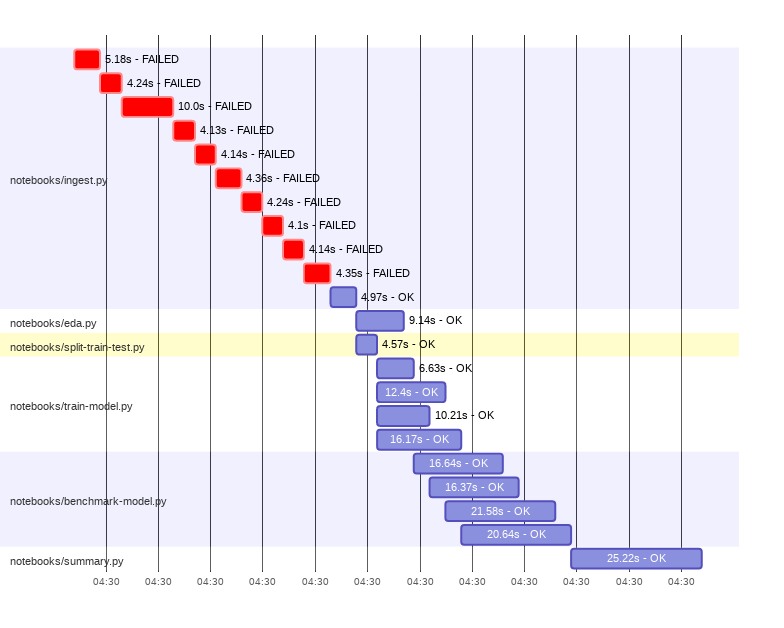 5.18s - FAILED
4.24s - FAILED
10.0s - FAILED
4.13s - FAILED
4.14s - FAILED
notebooks/ingest.py
4.36s - FAILED
4.24s - FAILED
4.1s - FAILED
4.14s - FAILED
4.35s - FAILED
4.97s - OK
notebooks/eda.py
9.14s - OK
notebooks/split-train-test.py
4.57s - OK
6.63s - OK
12.4s - OK
notebooks/train-model.py
10.21s - OK
16.17s - OK
16.64s - OK
16.37s - OK
notebooks/benchmark-model.py
21.58s - OK
20.64s - OK
notebooks/summary.py
25.22s - OK
04:30 04:30 04:30 04:30 04:30 04:30 04:30 04:30 04:30 04:30 04:30 04:30